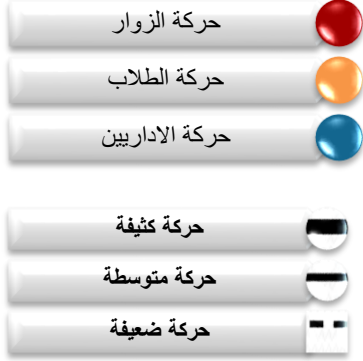 حركة الزوار
حركة الطلاب
حركة الاداريين
حركة كثيفة
حركة متوسطة
حركة ضعيفة